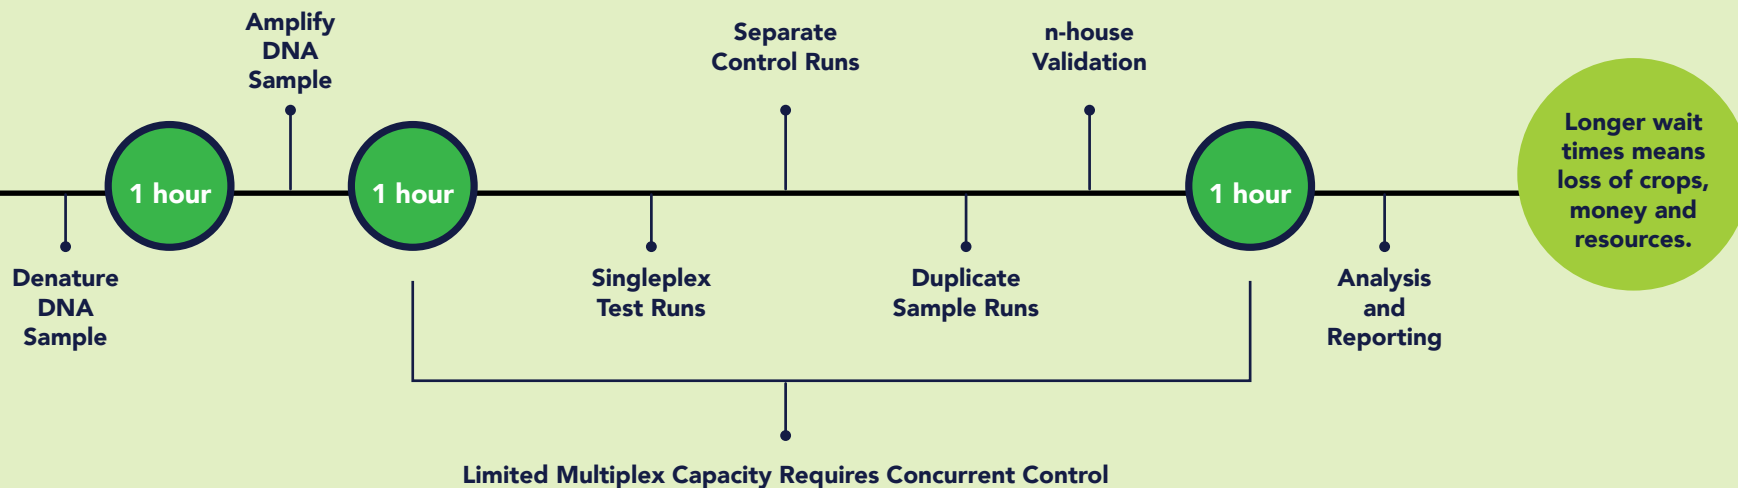 Amplify
DNA
Sample
Separate
Control Runs
n-house
Validation
1 hour
1 hour
1 hour
Longer wait
times means
loss of crops,
money and
resources.
Denature
DNA
Sample
Singleplex
Test Runs
Duplicate
Sample Runs
Analysis
and
Reporting
Limited Multiplex Capacity Requires Concurrent Control